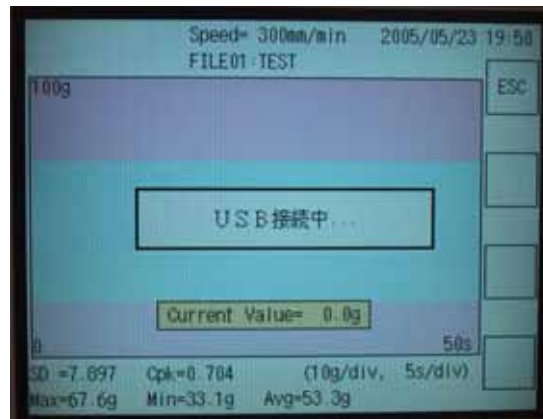 Speed= 300mm/min 2005/05/23 19:58
FILE01:TEST
100g
ESC
USB接続中...
Current Value= 0.0g
0
50s
SD =7.897 Cpk=0.704 (10g/div, 5s/div)
Max=67.6g Min=33.1g Avg=53.3g